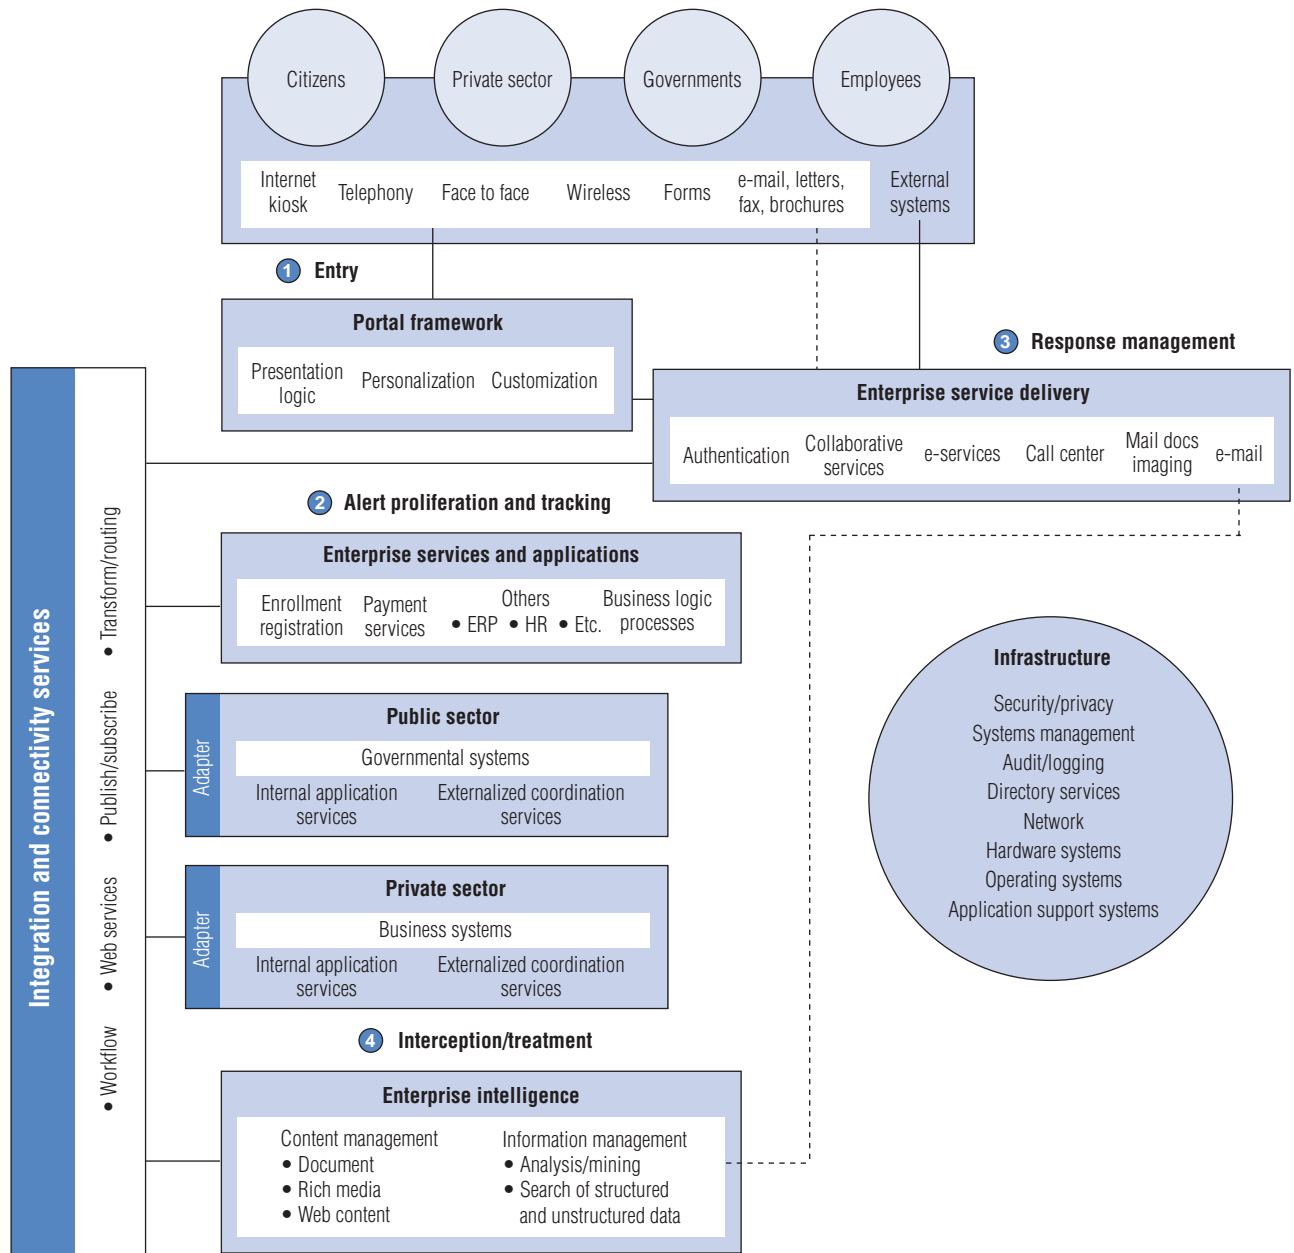 Citizens
Private sector
Governments
Employees
Internet
kiosk
Telephony
Face to face
Wireless
Forms
e-mail, letters,
fax, brochures
External
systems
1 Entry
Portal framework
Presentation
logic
Personalization
Customization
3 Response management
Enterprise service delivery
Authentication
Collaborative
services
e-services
Call center
Mail docs
imaging
e-mail
2 Alert proliferation and tracking
Enterprise services and applications
Enrollment
registration
Payment
services
Others
• ERP • HR • Etc.
Business logic
processes
Integration and connectivity services
• Workflow • Web services • Publish/subscribe • Transform/routing
Adapter
Public sector
Governmental systems
Internal application
services
Externalized coordination
services
Adapter
Private sector
Business systems
Internal application
services
Externalized coordination
services
Infrastructure
Security/privacy
Systems management
Audit/logging
Directory services
Network
Hardware systems
Operating systems
Application support systems
4 Interception/treatment
Enterprise intelligence
Content management
• Document
• Rich media
• Web content
Information management
• Analysis/mining
• Search of structured
and unstructured data